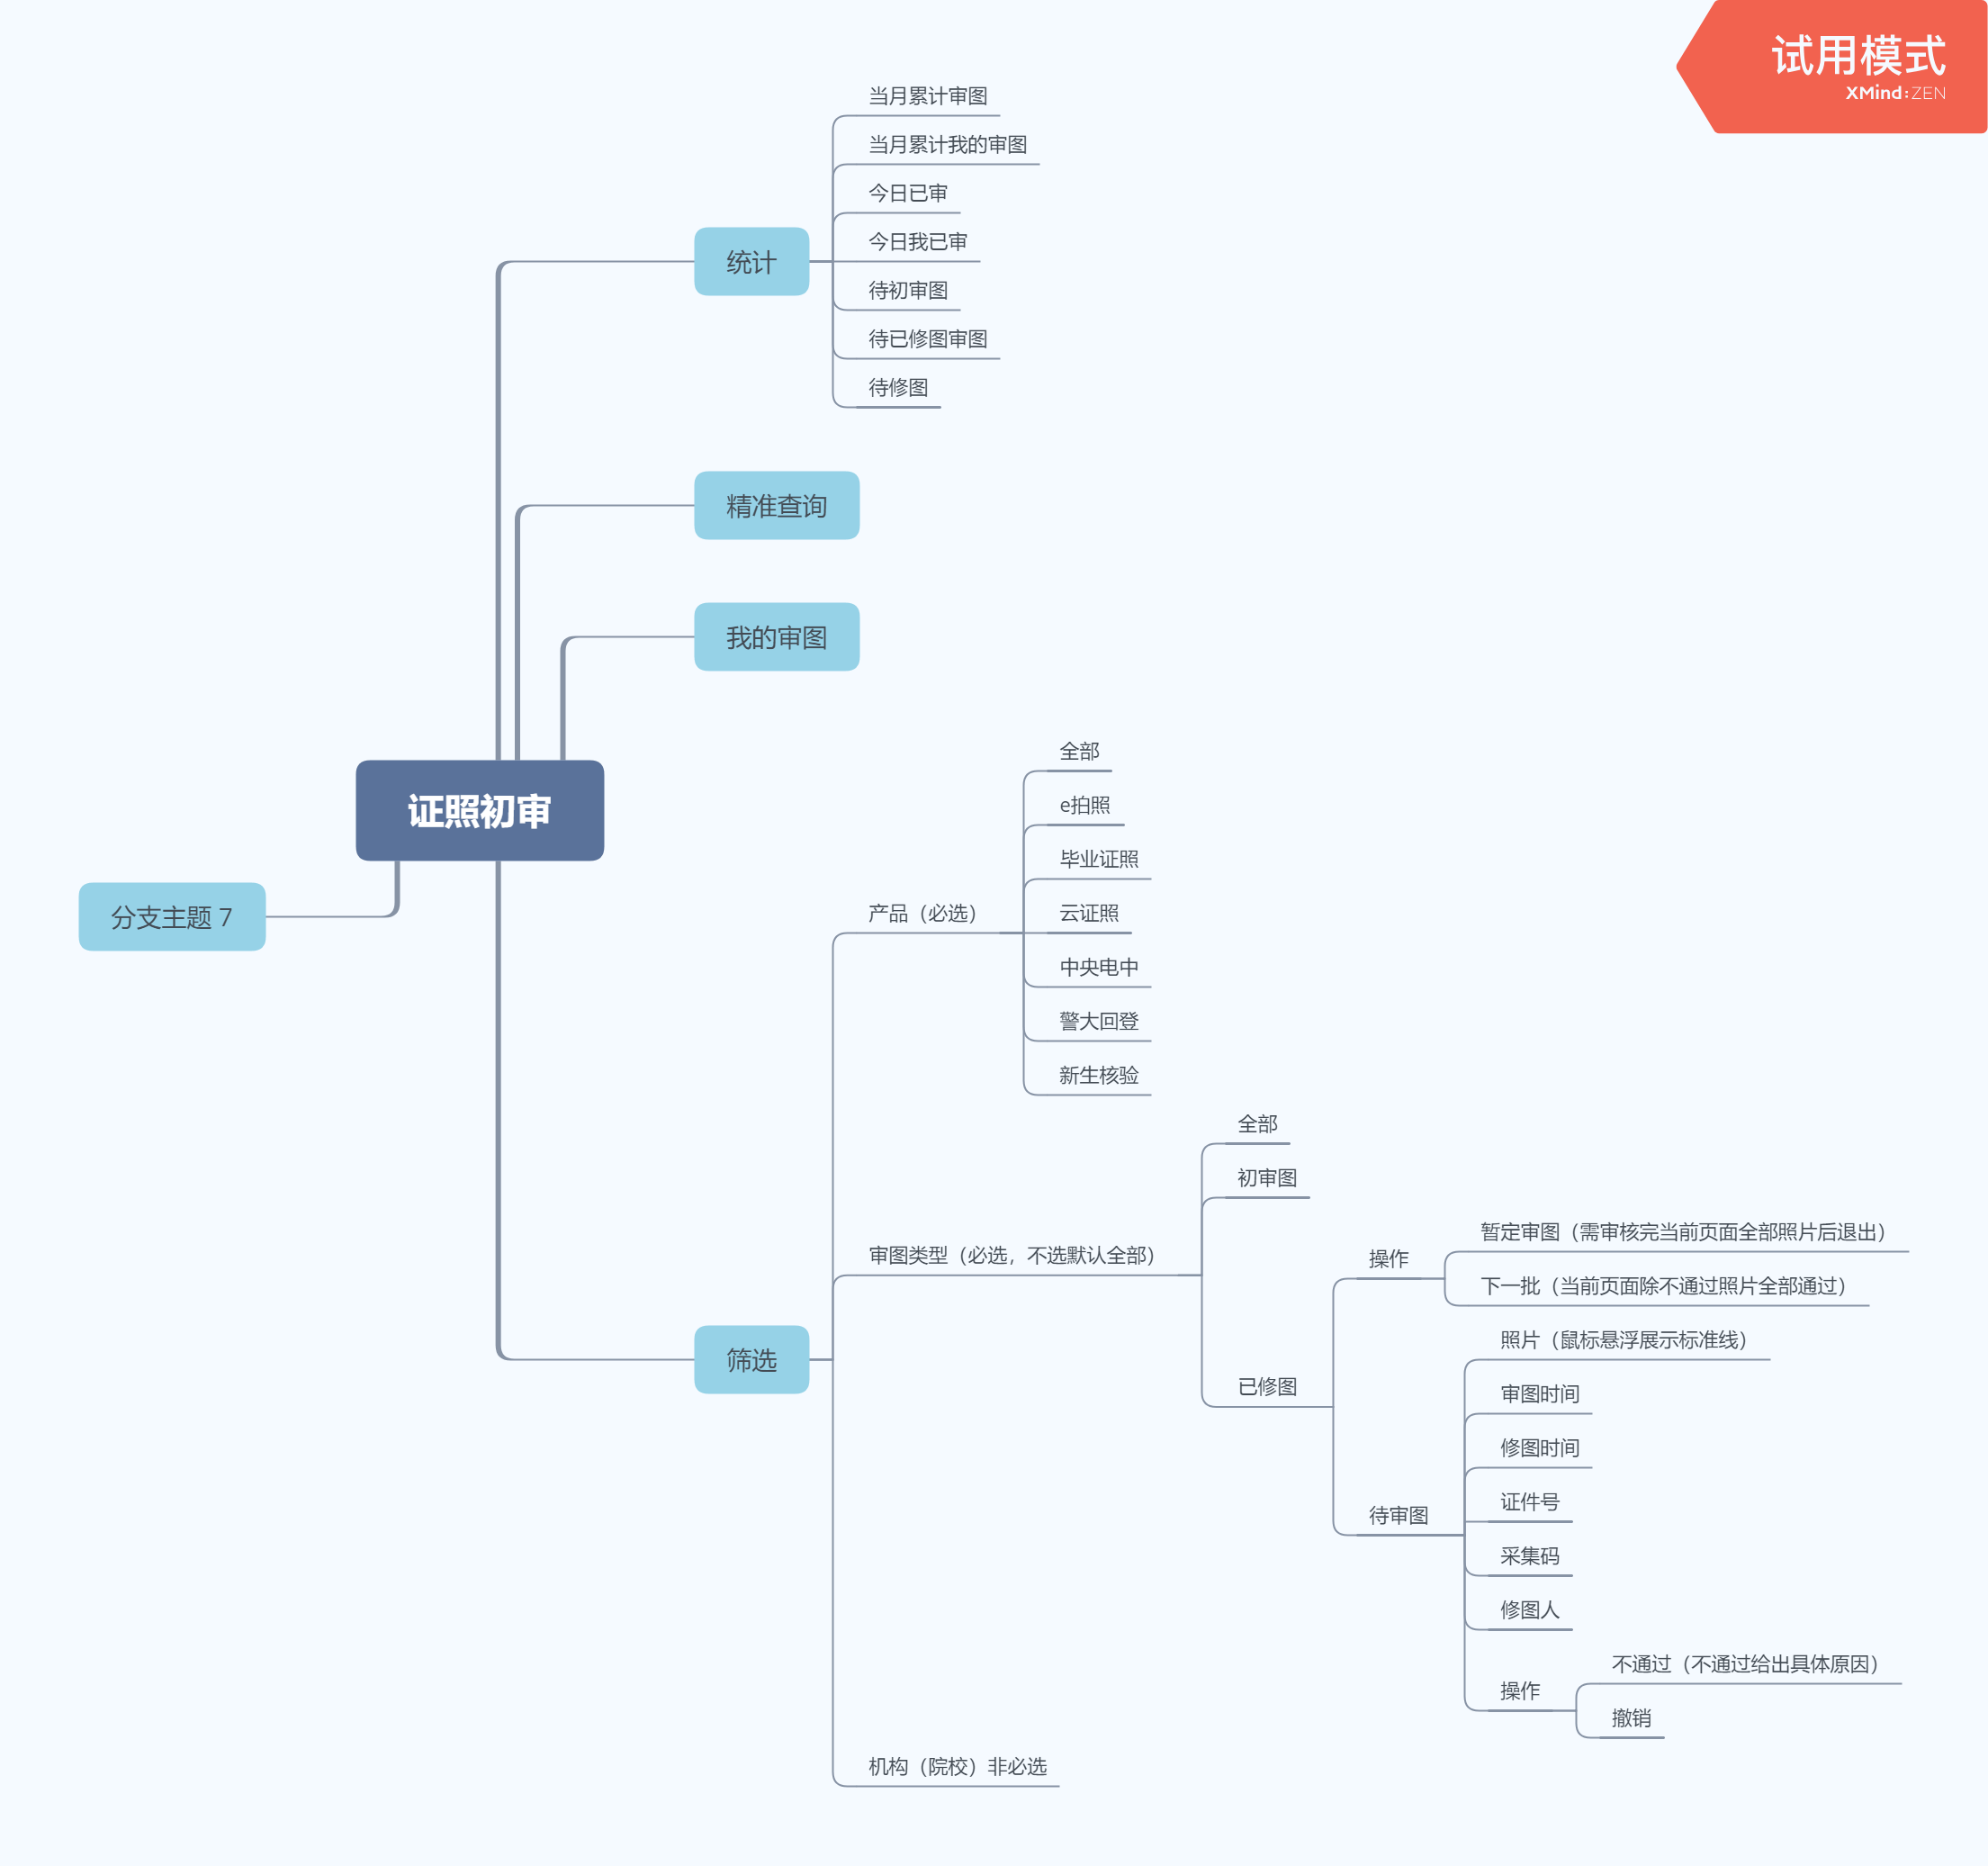 试用模式
XMind:ZEN
当月累计审图
当月累计我的审图
今日已审
今日我已审
待初审图
待已修图审图
待修图
统计
精准查询
我的审图
证照初审
分支主题 7
全部
e拍照
毕业证照
云证照
中央电中
警大回登
新生核验
产品（必选）
全部
初审图
审图类型（必选，不选默认全部）
暂定审图（需审核完当前页面全部照片后退出）
操作
下一批（当前页面除不通过照片全部通过）
照片（鼠标悬浮展示标准线）
筛选
已修图
审图时间
修图时间
证件号
待审图
采集码
修图人
不通过（不通过给出具体原因）
操作
撤销
机构（院校）非必选